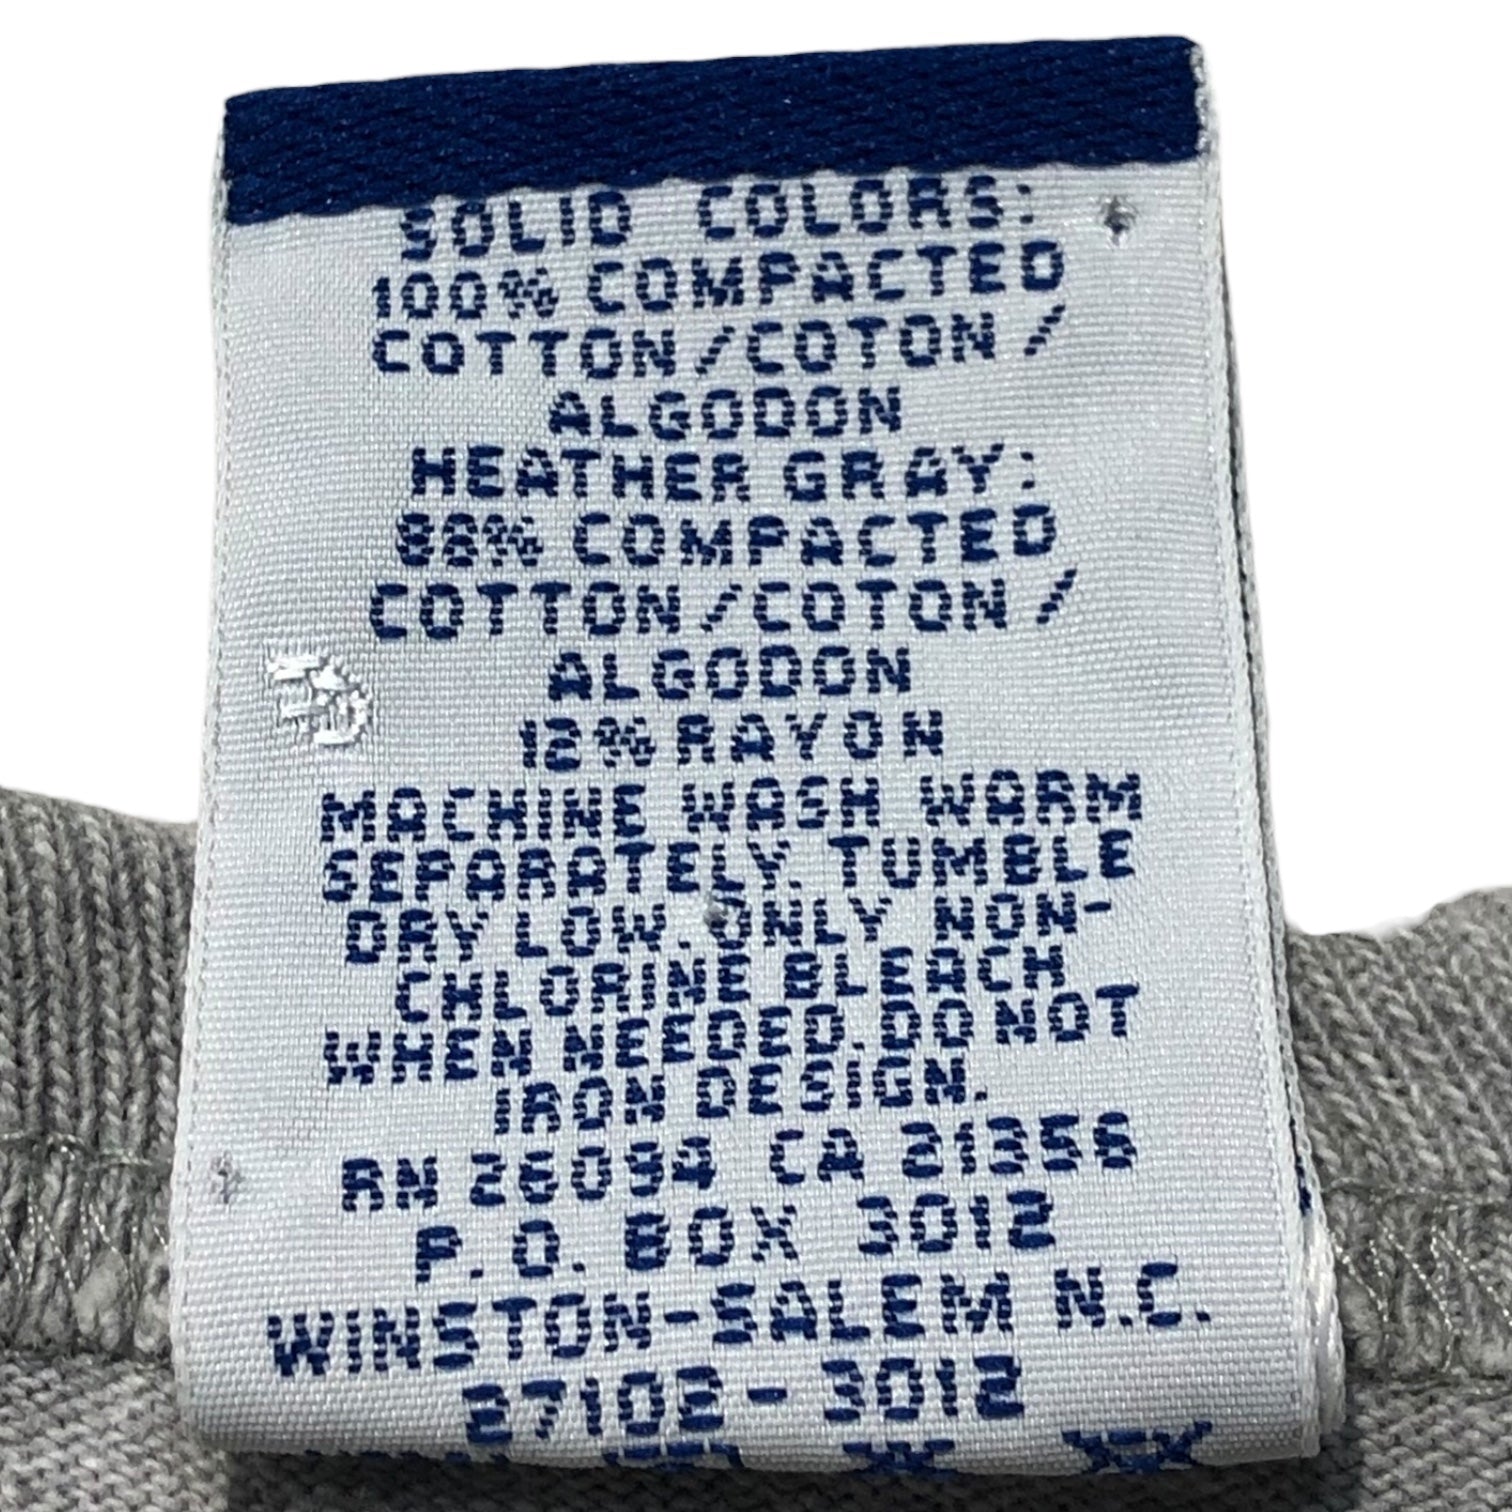 SOLID COLORS:
100% COMPACTED
COTTON/COTON/
ALGODON
HEATHER GRAY:
88% COMPACTED
COTTON/COTON/
ALGODON
12% RAYON
MACHINE WASH WARM
SEPARATELY. TUMBLE
DRY LOW. ONLY NON-
CHLORINE BLEACH
WHEN NEEDED. DO NOT
IRON DESIGN.
RN 26094 CA 21356
P.O. BOX 3012
WINSTON-SALEM N.C.
27102-3012